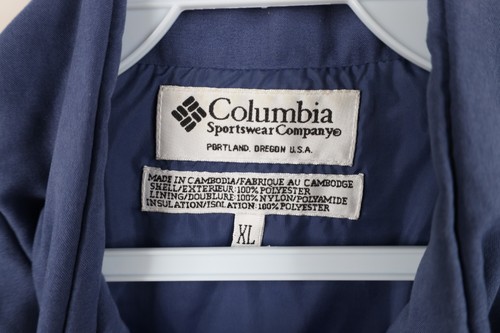 Columbia
Sportswear Company®
PORTLAND, OREGON U.S.A.
MADE IN CAMBODIA/FABRIQUE AU CAMBODGE
SHELL/EXTERIEUR:100% POLYESTER
LINING/DOUBLURE:100% NYLON/POLYAMIDE
INSULATION/ISOLATION:100% POLYESTER
XL